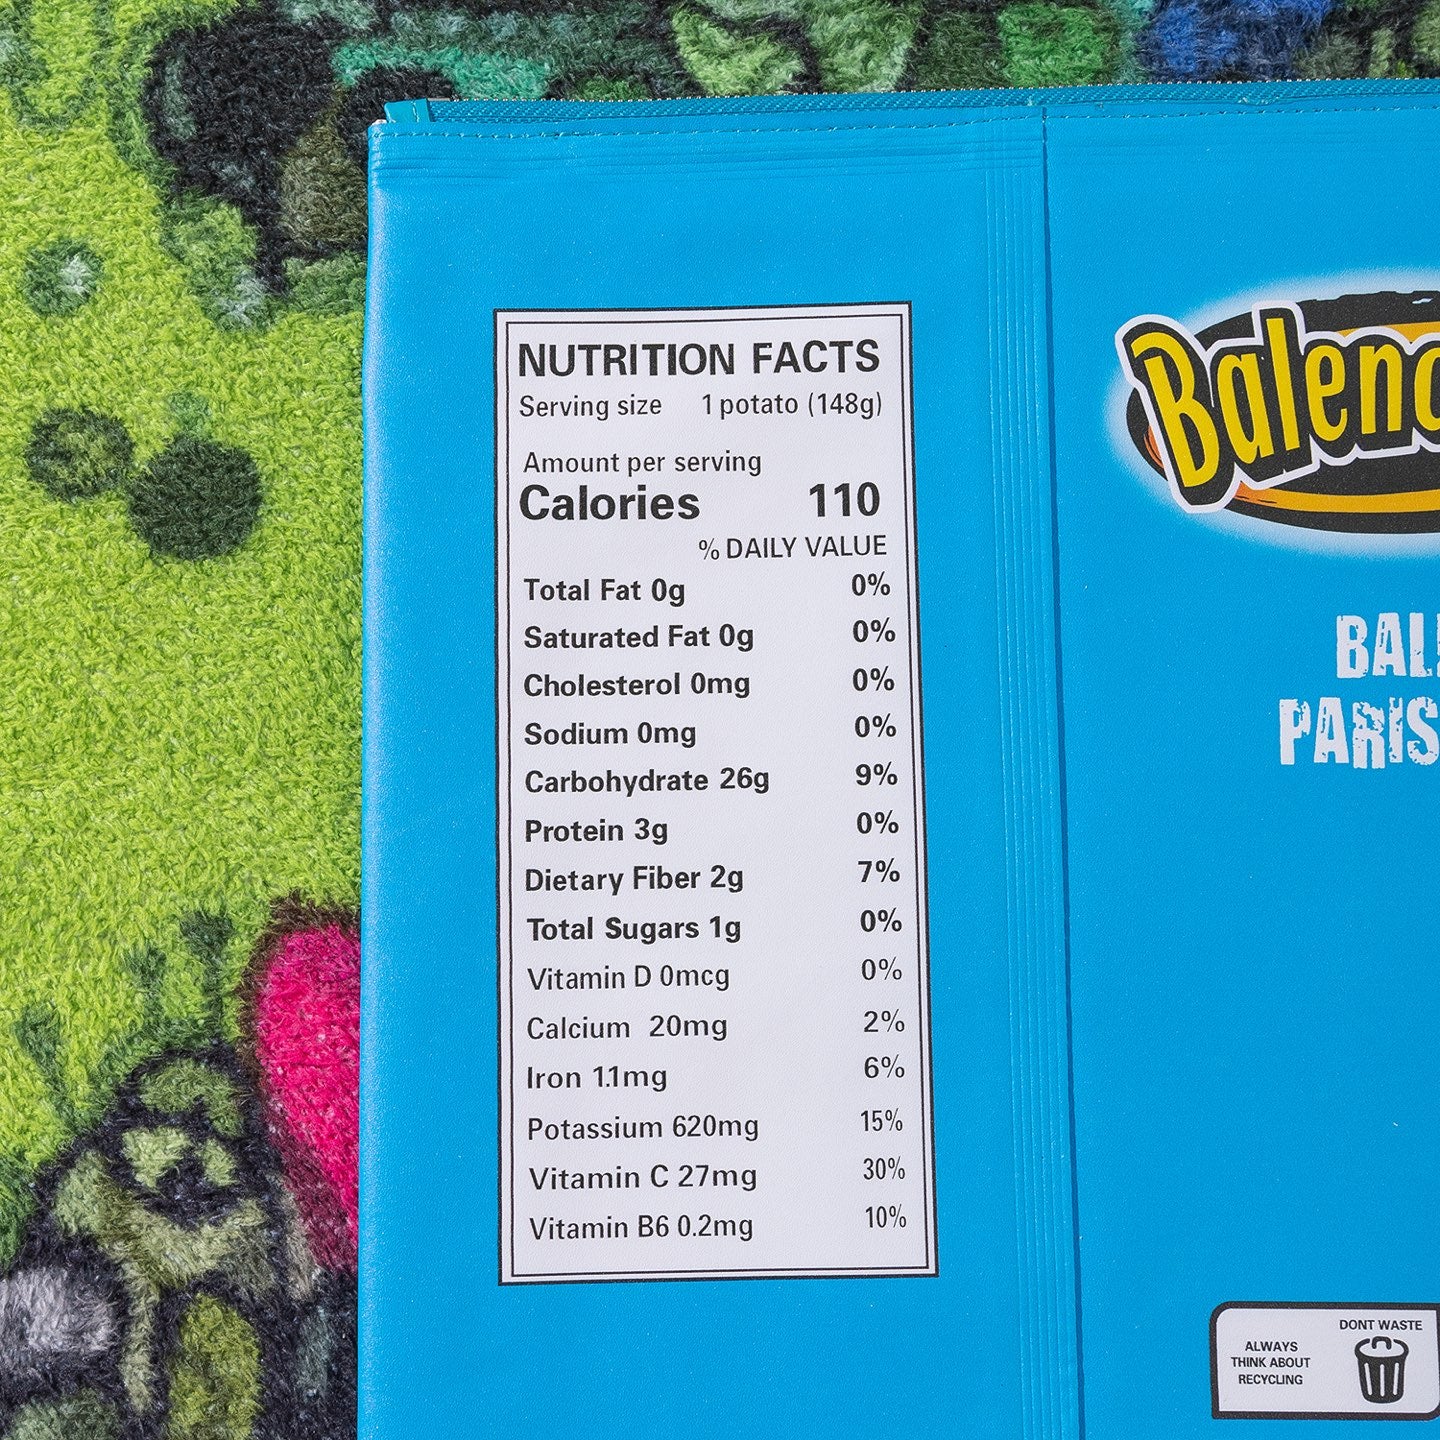 NUTRITION FACTS
Serving size 1 potato (148g)
Amount per serving
Calories 110
% DAILY VALUE
Total Fat 0g 0%
Saturated Fat 0g 0%
Cholesterol 0mg 0%
Sodium 0mg 0%
Carbohydrate 26g 9%
Protein 3g 0%
Dietary Fiber 2g 7%
Total Sugars 1g 0%
Vitamin D 0mcg 0%
Calcium 20mg 2%
Iron 1.1mg 6%
Potassium 620mg 15%
Vitamin C 27mg 30%
Vitamin B6 0.2mg 10%
Balenc
BAL
PARIS
DONT WASTE
ALWAYS
THINK ABOUT
RECYCLING